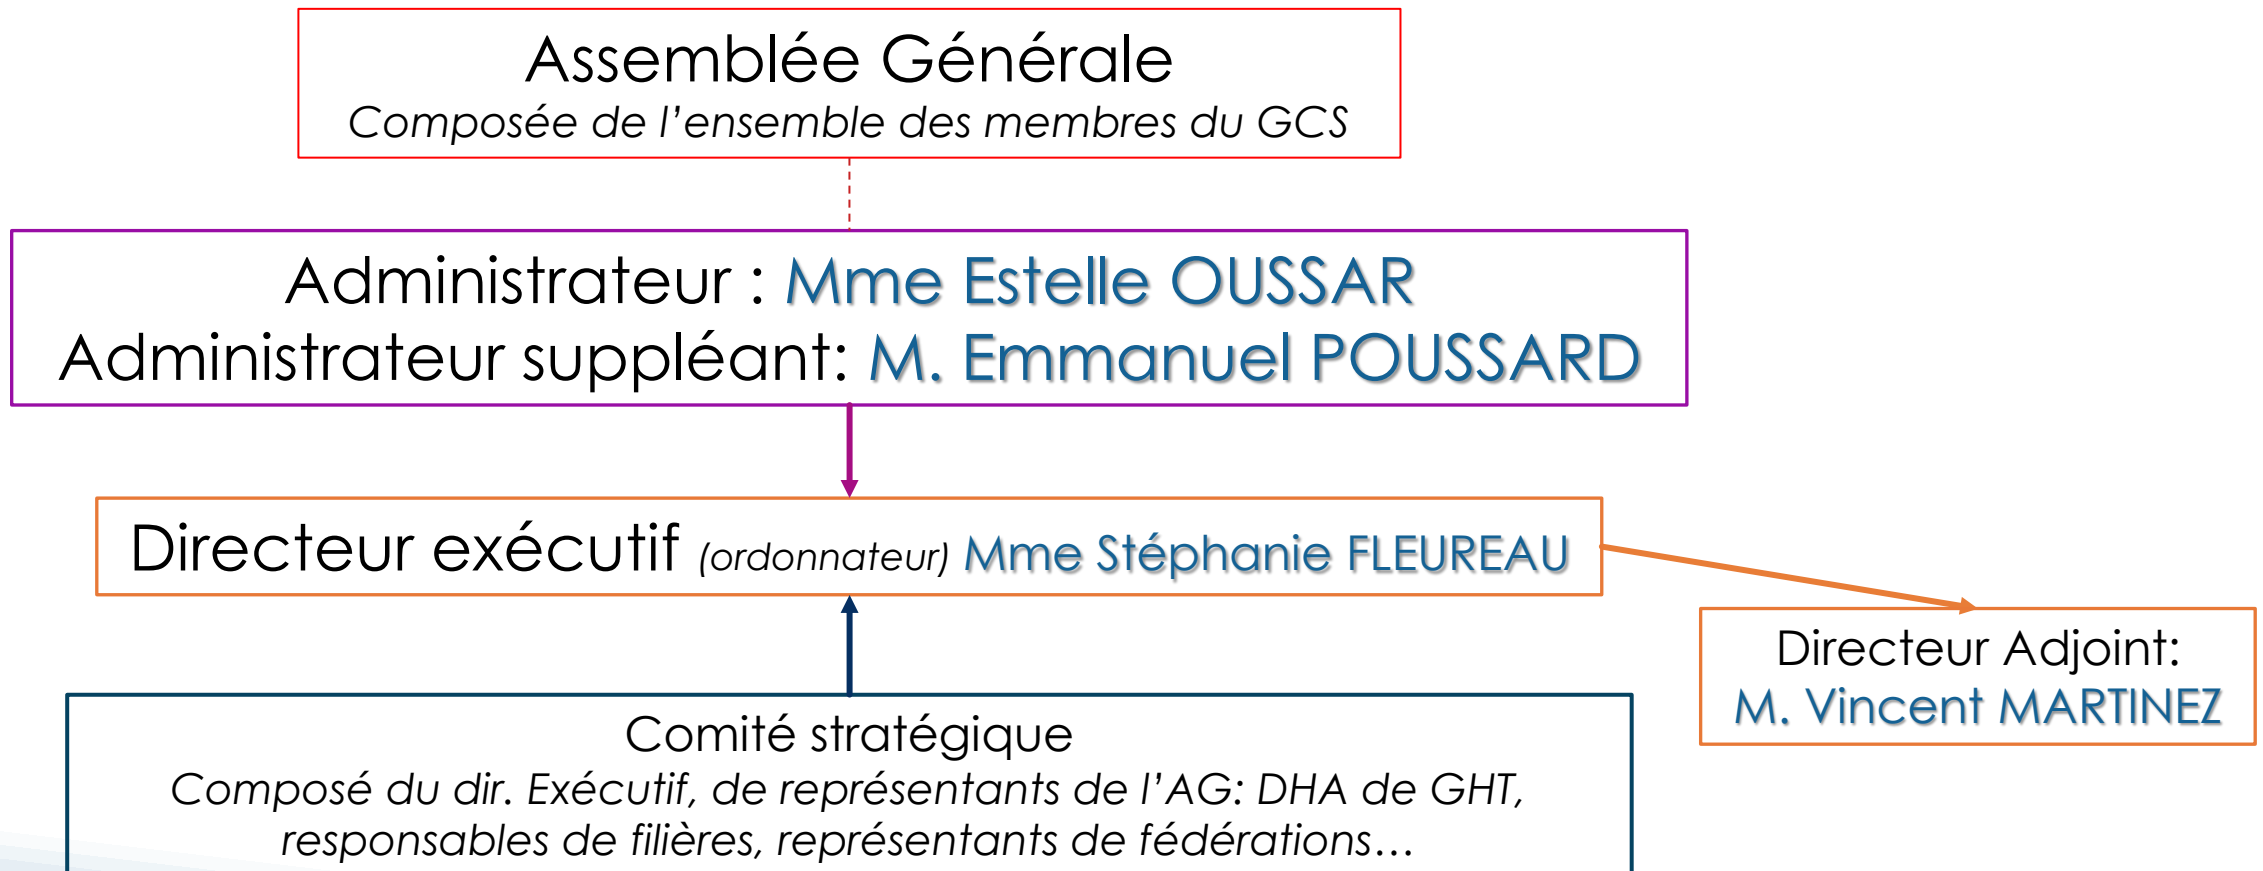 Assemblée Générale
Composée de l’ensemble des membres du GCS
Administrateur : Mme Estelle OUSSAR
Administrateur suppléant: M. Emmanuel POUSSARD
Directeur exécutif (ordonnateur) Mme Stéphanie FLEUREAU
Directeur Adjoint:
M. Vincent MARTINEZ
Comité stratégique
Composé du dir. Exécutif, de représentants de l’AG: DHA de GHT,
responsables de filières, représentants de fédérations…